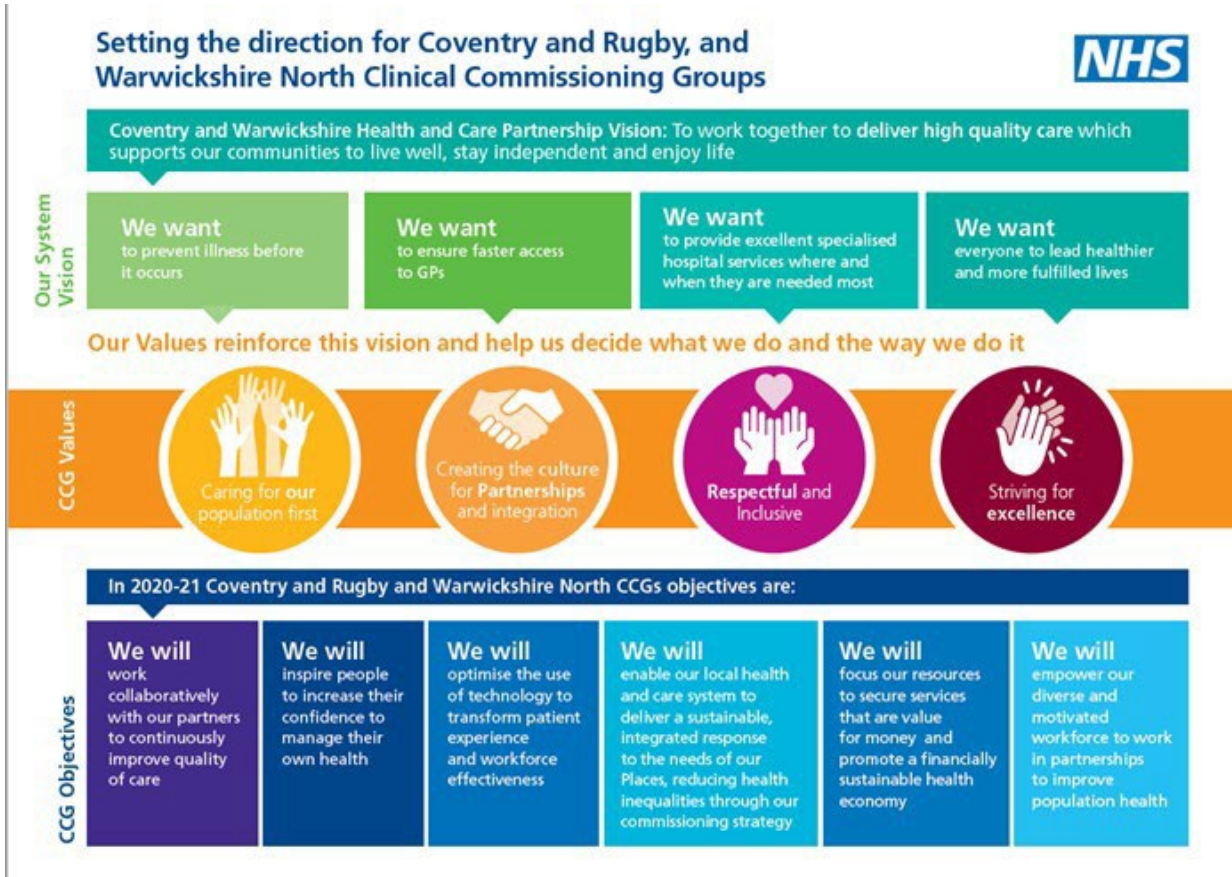 Setting the direction for Coventry and Rugby, and
Warwickshire North Clinical Commissioning Groups
NHS
Coventry and Warwickshire Health and Care Partnership Vision: To work together to deliver high quality care which
supports our communities to live well, stay independent and enjoy life
Our System
Vision
We want
to prevent illness before
it occurs
We want
to ensure faster access
to GPs
We want
to provide excellent specialised
hospital services where and
when they are needed most
We want
everyone to lead healthier
and more fulfilled lives
Our Values reinforce this vision and help us decide what we do and the way we do it
CCG Values
Caring for our
population first
Creating the culture
for Partnerships
and integration
Respectful and
Inclusive
Striving for
excellence
In 2020-21 Coventry and Rugby and Warwickshire North CCGs objectives are:
CCG Objectives
We will
work
collaboratively
with our partners
to continuously
improve quality
of care
We will
inspire people
to increase their
confidence to
manage their
own health
We will
optimise the use
of technology to
transform patient
experience
and workforce
effectiveness
We will
enable our local health
and care system to
deliver a sustainable,
integrated response
to the needs of our
Places, reducing health
inequalities through our
commissioning strategy
We will
focus our resources
to secure services
that are value
for money and
promote a financially
sustainable health
economy
We will
empower our
diverse and
motivated
workforce to work
in partnerships
to improve
population health